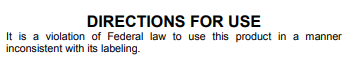 DIRECTIONS FOR USE
It is a violation of Federal law to use this product in a manner
inconsistent with its labeling.